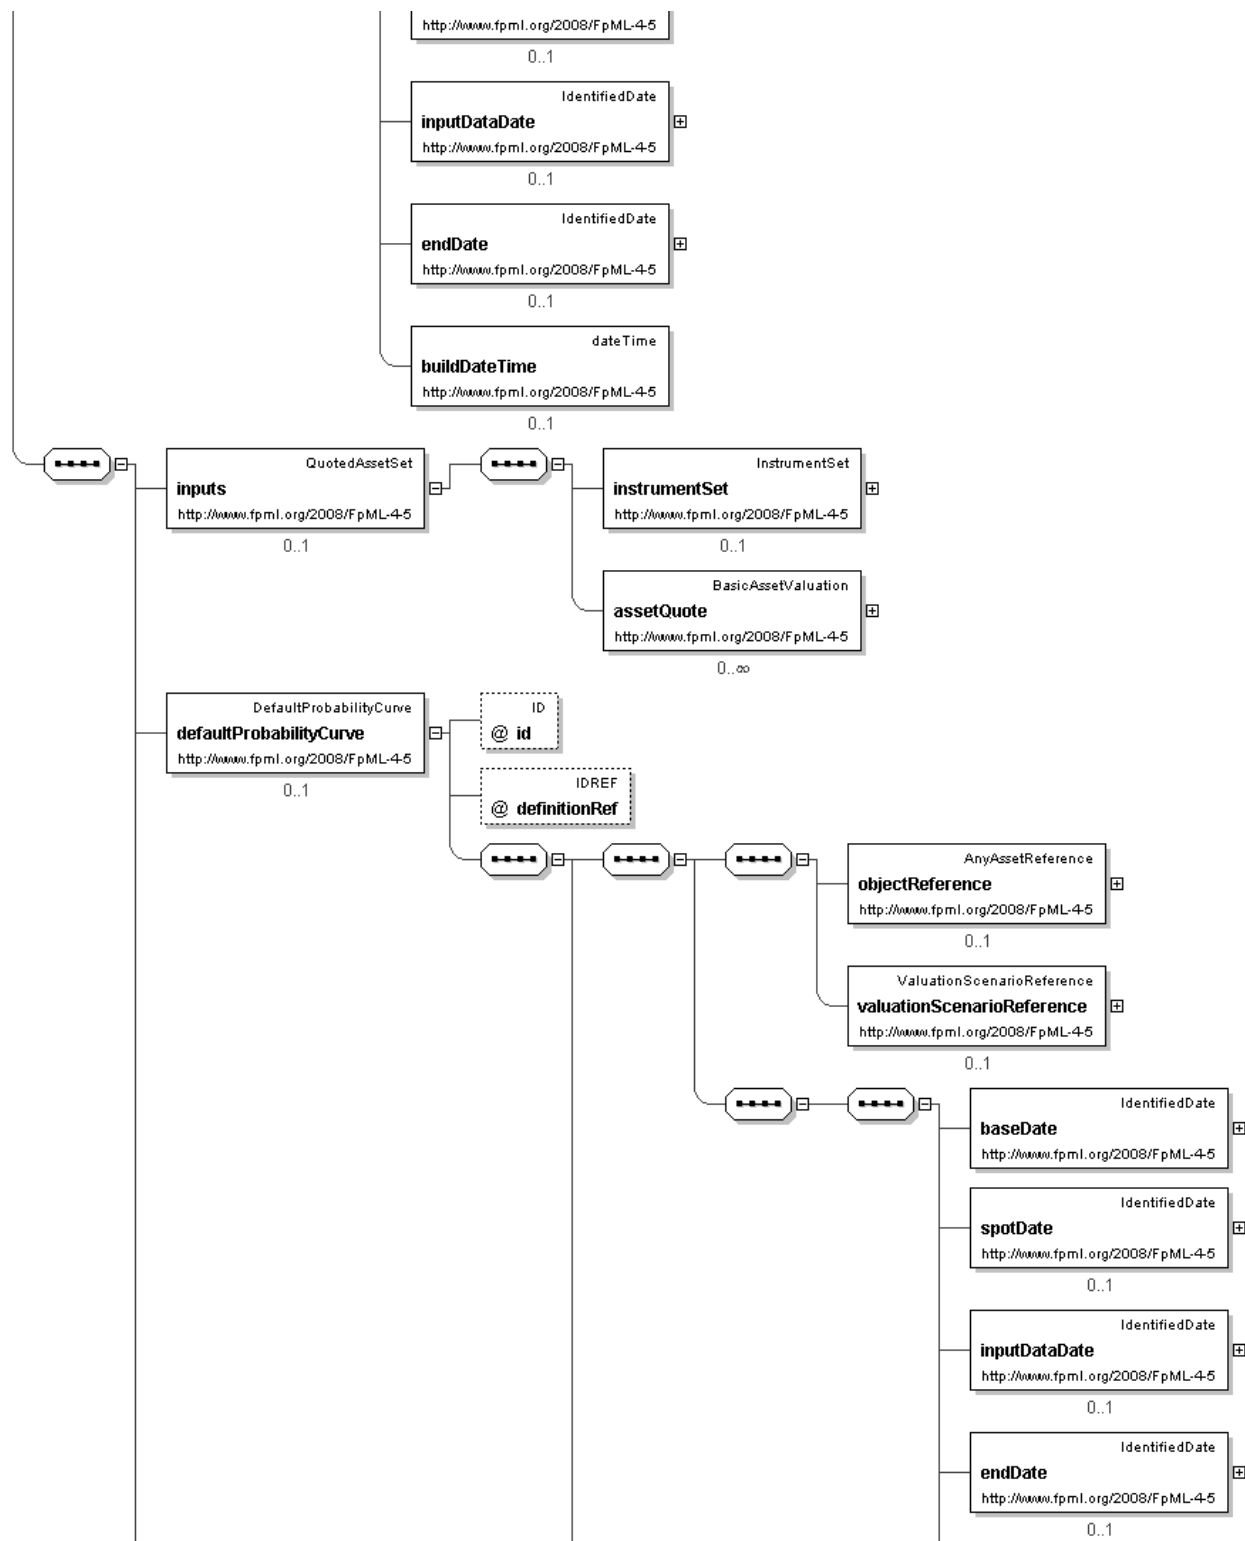 http://www.fpml.org/2008/FpML-4-5
0..1
IdentifiedDate
inputDataDate
http://www.fpml.org/2008/FpML-4-5
0..1
IdentifiedDate
endDate
http://www.fpml.org/2008/FpML-4-5
0..1
dateTime
buildDateTime
http://www.fpml.org/2008/FpML-4-5
0..1
QuotedAssetSet
inputs
http://www.fpml.org/2008/FpML-4-5
0..1
InstrumentSet
instrumentSet
http://www.fpml.org/2008/FpML-4-5
0..1
BasicAssetValuation
assetQuote
http://www.fpml.org/2008/FpML-4-5
0..∞
DefaultProbabilityCurve
defaultProbabilityCurve
http://www.fpml.org/2008/FpML-4-5
0..1
ID
@ id
IDREF
@ definitionRef
AnyAssetReference
objectReference
http://www.fpml.org/2008/FpML-4-5
0..1
ValuationScenarioReference
valuationScenarioReference
http://www.fpml.org/2008/FpML-4-5
0..1
IdentifiedDate
baseDate
http://www.fpml.org/2008/FpML-4-5
IdentifiedDate
spotDate
http://www.fpml.org/2008/FpML-4-5
0..1
IdentifiedDate
inputDataDate
http://www.fpml.org/2008/FpML-4-5
0..1
IdentifiedDate
endDate
http://www.fpml.org/2008/FpML-4-5
0..1